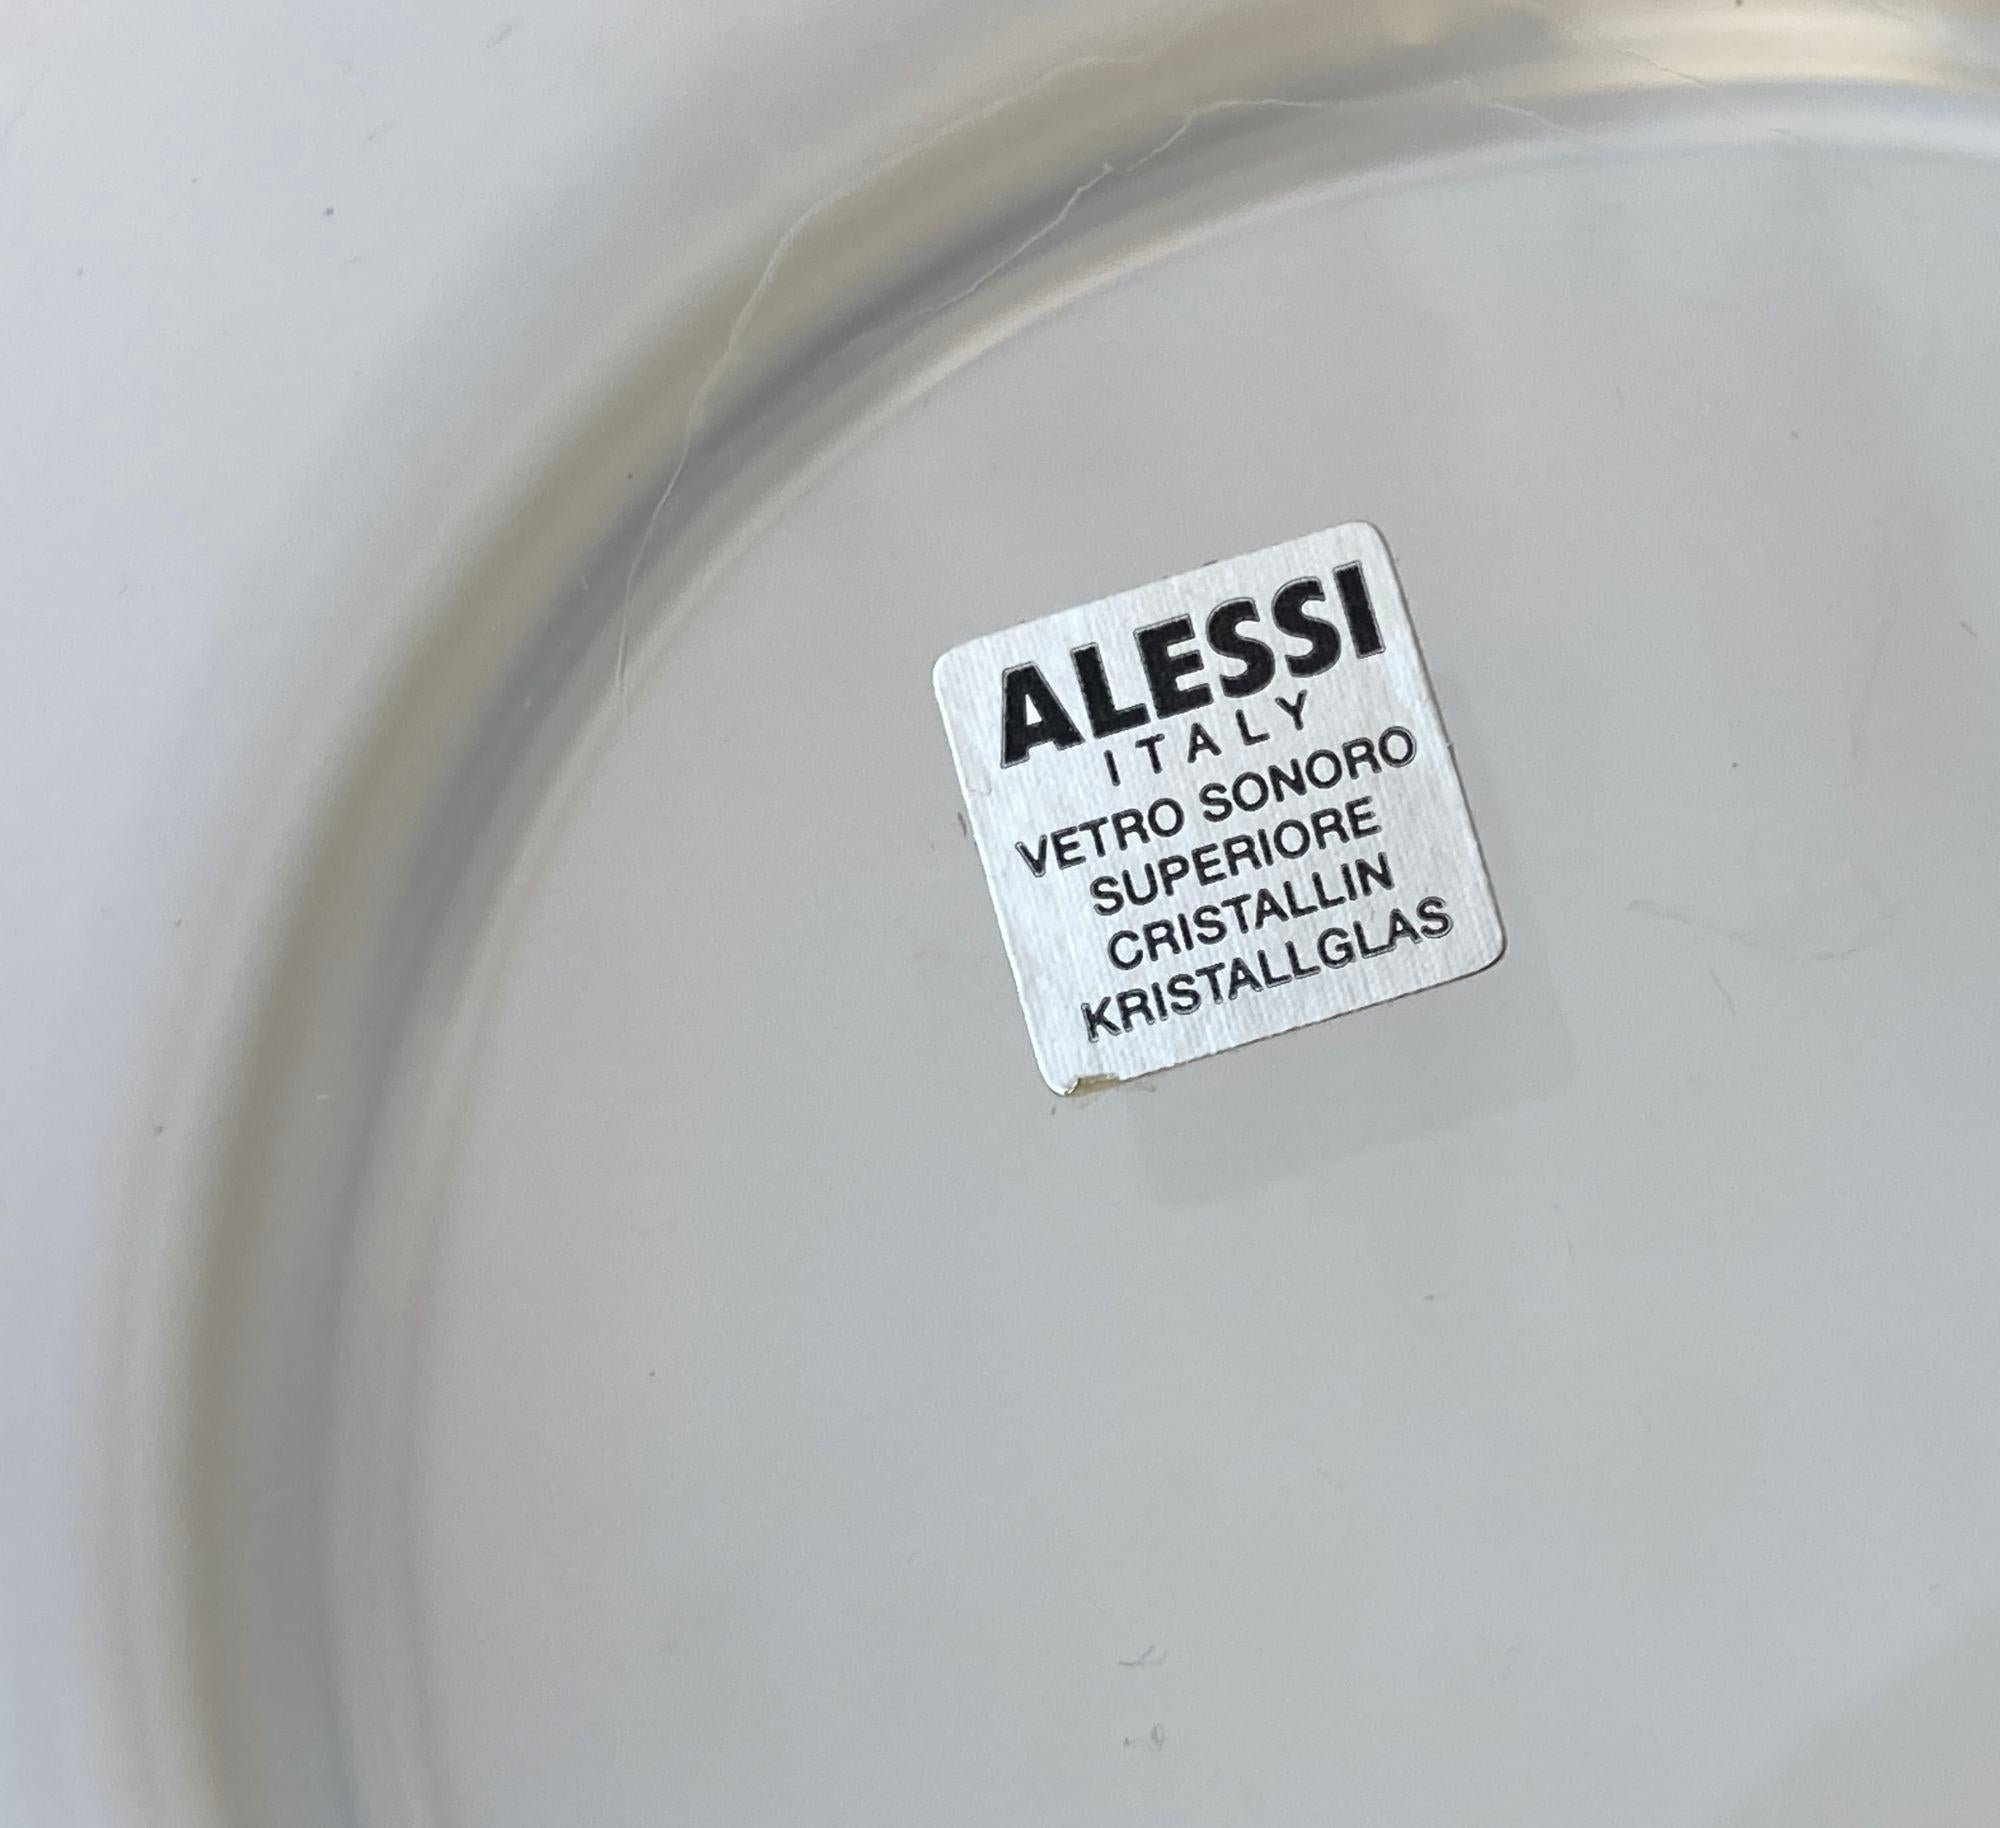 ALESSI
ITALY
VETRO SONORO
SUPERIORE
CRISTALLIN
KRISTALLGLAS